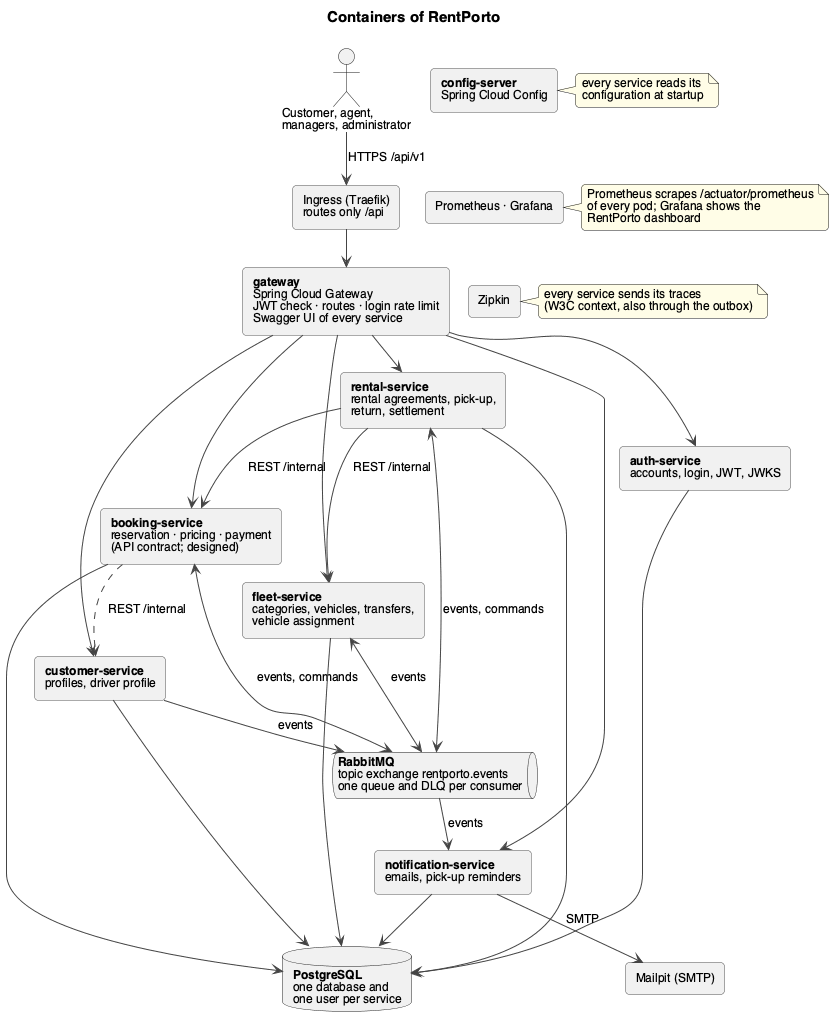 Containers of RentPorto
Customer, agent,
managers, administrator
config-server
Spring Cloud Config
every service reads its
configuration at startup
HTTPS /api/v1
Ingress (Traefik)
routes only /api
Prometheus · Grafana
Prometheus scrapes /actuator/prometheus
of every pod; Grafana shows the
RentPorto dashboard
gateway
Spring Cloud Gateway
JWT check · routes · login rate limit
Swagger UI of every service
Zipkin
every service sends its traces
(W3C context, also through the outbox)
rental-service
rental agreements, pick-up,
return, settlement
auth-service
accounts, login, JWT, JWKS
REST /internal
REST /internal
booking-service
reservation · pricing · payment
(API contract; designed)
fleet-service
categories, vehicles, transfers,
vehicle assignment
REST /internal
events, commands
customer-service
profiles, driver profile
events, commands
events
events
RabbitMQ
topic exchange rentporto.events
one queue and DLQ per consumer
events
notification-service
emails, pick-up reminders
SMTP
PostgreSQL
one database and
one user per service
Mailpit (SMTP)